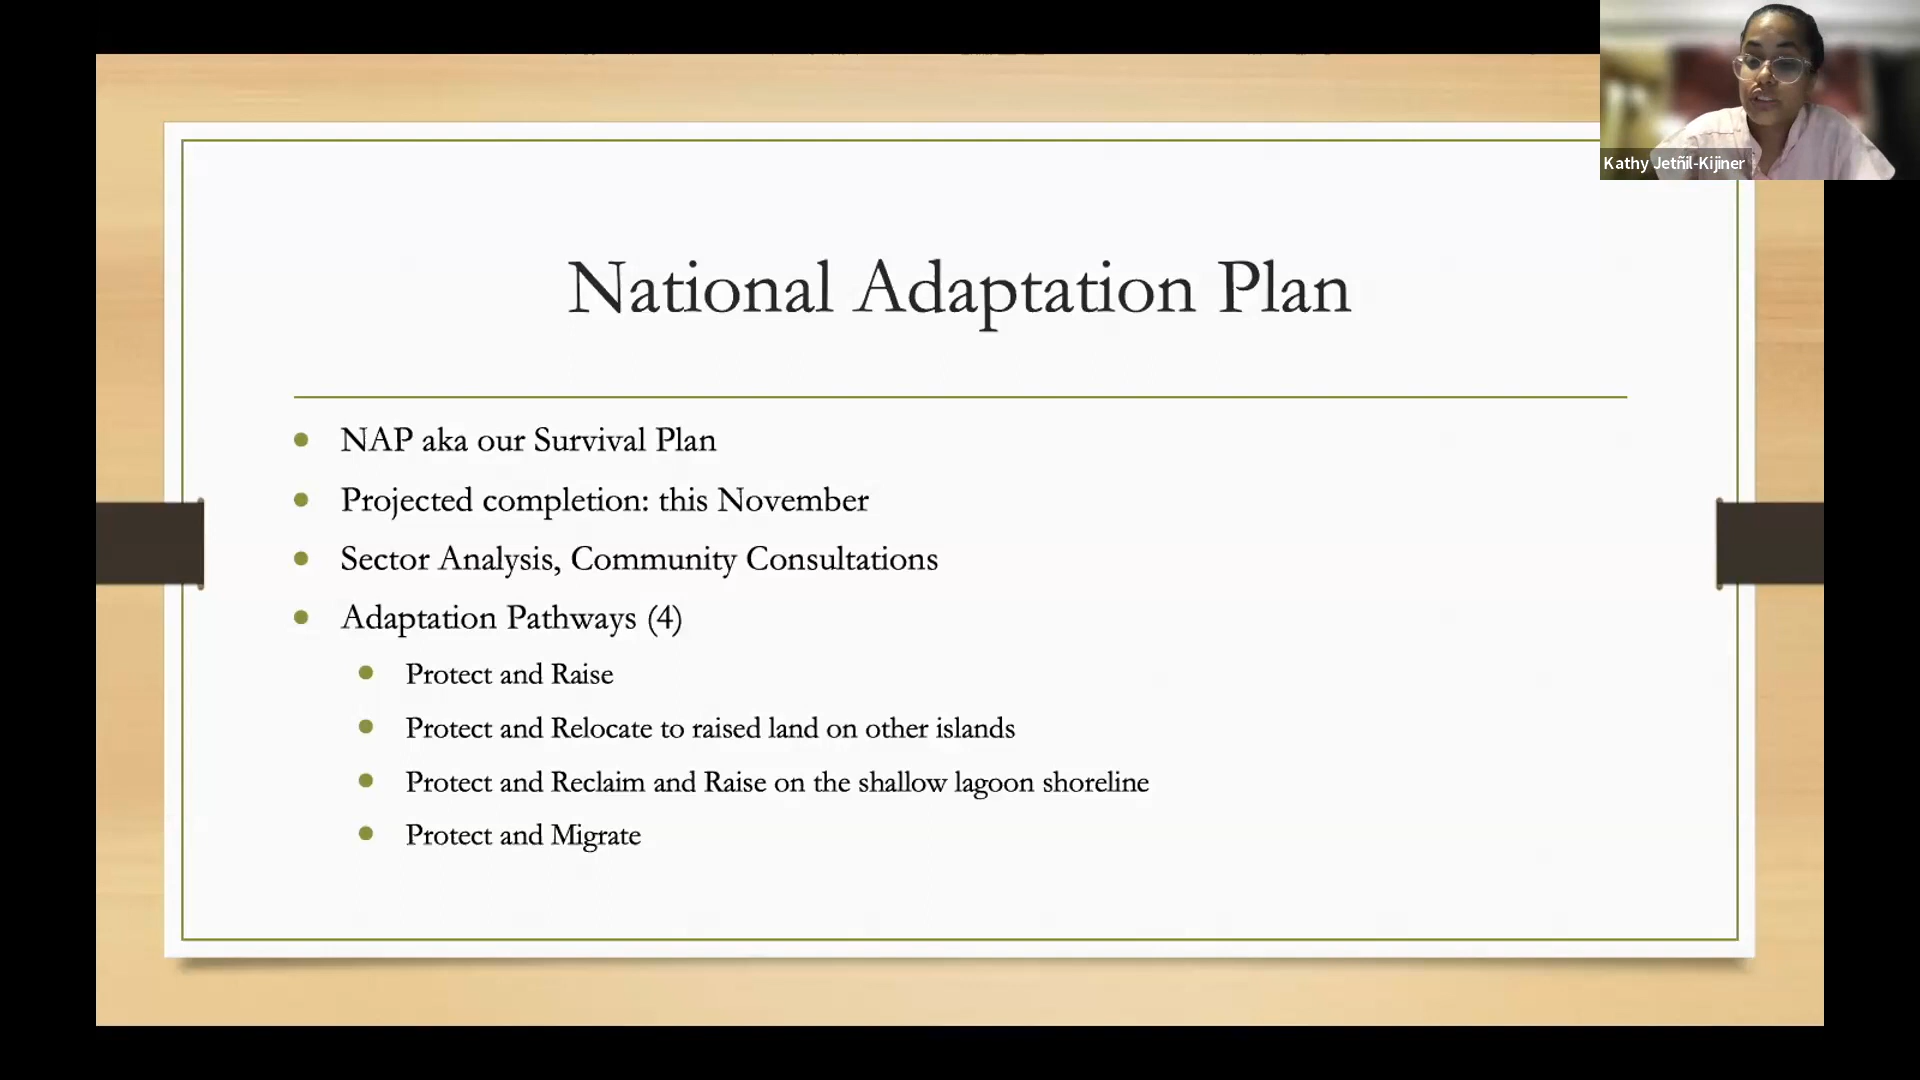 Kathy Jetñil-Kijiner
National Adaptation Plan
NAP aka our Survival Plan
Projected completion: this November
Sector Analysis, Community Consultations
Adaptation Pathways (4)
Protect and Raise
Protect and Relocate to raised land on other islands
Protect and Reclaim and Raise on the shallow lagoon shoreline
Protect and Migrate